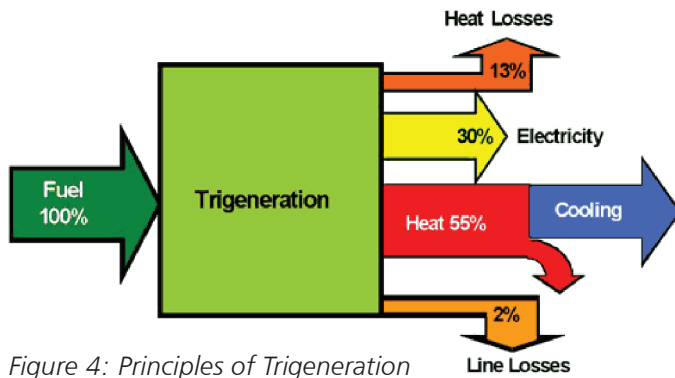 Heat Losses
13%
30%
Electricity
Fuel
100%
Trigeneration
Heat 55%
Cooling
2%
Line Losses
Figure 4: Principles of Trigeneration